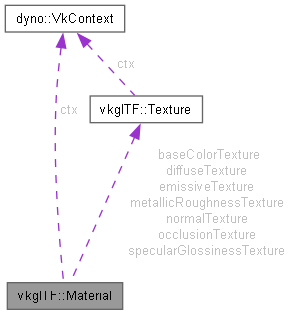 dyno::VkContext
ctx
vkglTF::Texture
ctx
baseColorTexture
diffuseTexture
emissiveTexture
metallicRoughnessTexture
normalTexture
occlusionTexture
specularGlossinessTexture
vkglTF::Material